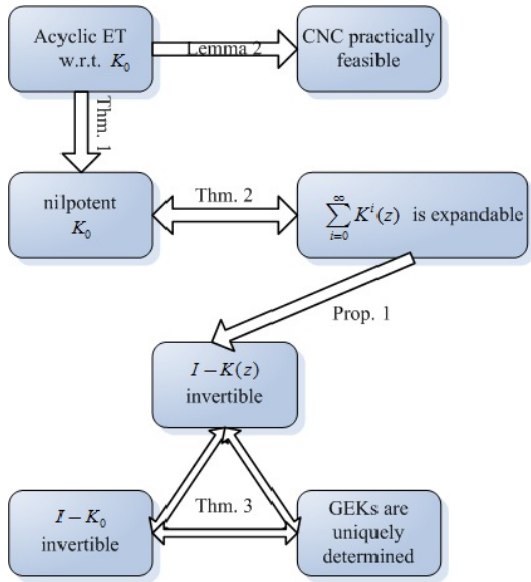 Acyclic ET
w.r.t. K₀
Lemma 2
CNC practically
feasible
Thm. 1
nilpotent
K₀
Thm. 2
∑_{i=0}^{∞} Kⁱ(z) is expandable
Prop. 1
I − K(z)
invertible
I − K₀
invertible
Thm. 3
GEKs are
uniquely
determined